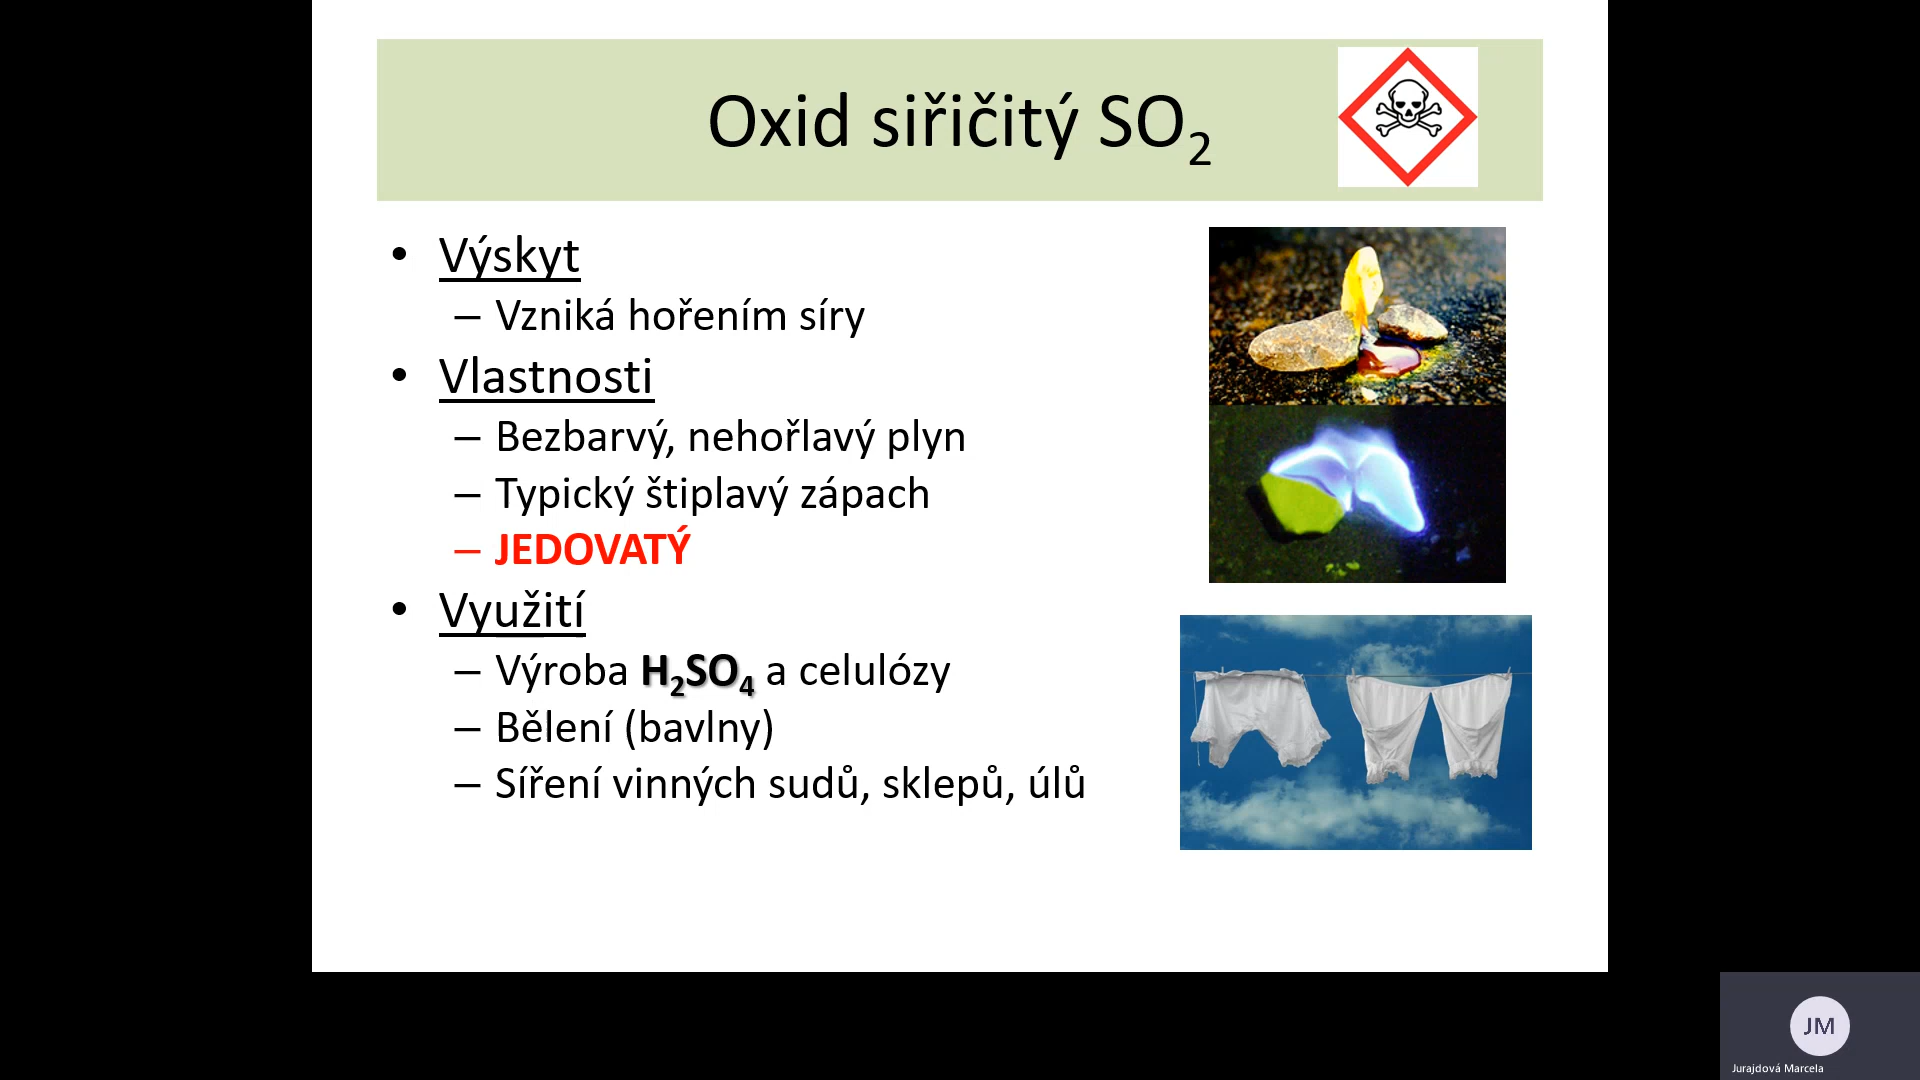 Oxid siřičitý SO₂
• Výskyt
– Vzniká hořením síry
• Vlastnosti
– Bezbarvý, nehořlavý plyn
– Typický štiplavý zápach
– JEDOVATÝ
• Využití
– Výroba H₂SO₄ a celulózy
– Bělení (bavlny)
– Síření vinných sudů, sklepů, úlů
JM
Jurajdová Marcela